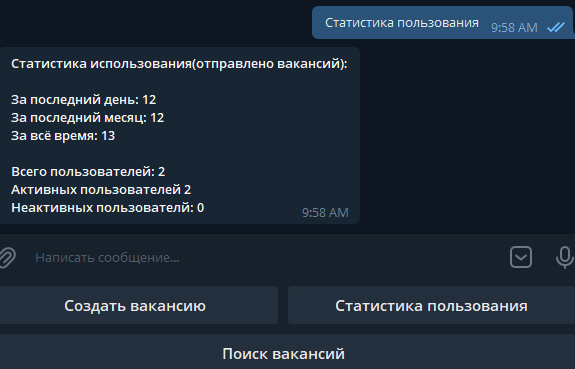 Статистика пользования
9:58 AM
Статистика использования(отправлено вакансий):
За последний день: 12
За последний месяц: 12
За всё время: 13
Всего пользователей: 2
Активных пользователей 2
Неактивных пользователй: 0
9:58 AM
Написать сообщение...
Создать вакансию
Статистика пользования
Поиск вакансий